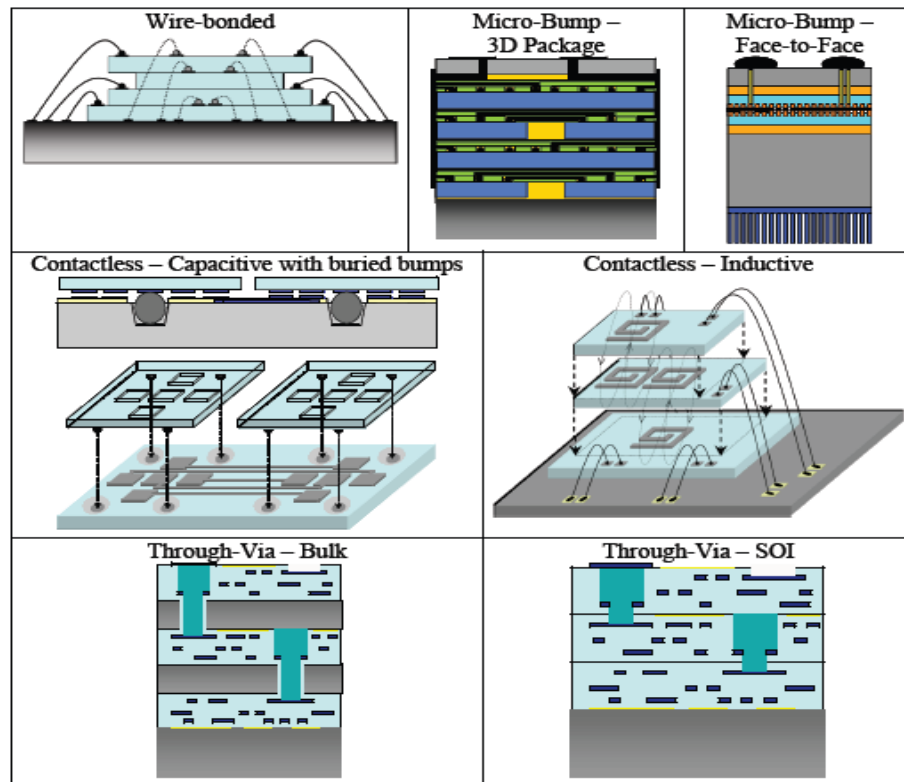 Wire-bonded
Micro-Bump –
3D Package
Micro-Bump –
Face-to-Face
Contactless – Capacitive with buried bumps
Contactless – Inductive
Through-Via – Bulk
Through-Via – SOI